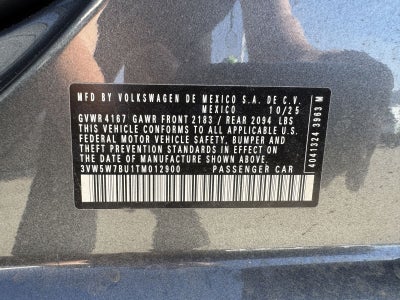 MFD BY VOLKSWAGEN DE MEXICO S.A. DE C.V.
MEXICO 10/25
GVWR 4167 GAWR FRONT 2183 / REAR 2094 LBS
THIS VEHICLE CONFORMS TO ALL APPLICABLE U.S.
FEDERAL MOTOR VEHICLE SAFETY, BUMPER AND
THEFT PREVENTION STANDARDS IN EFFECT ON
THE DATE OF MANUFACTURE SHOWN ABOVE.
3VW5W7BU1TM012900 PASSENGER CAR
4041324 3963 M